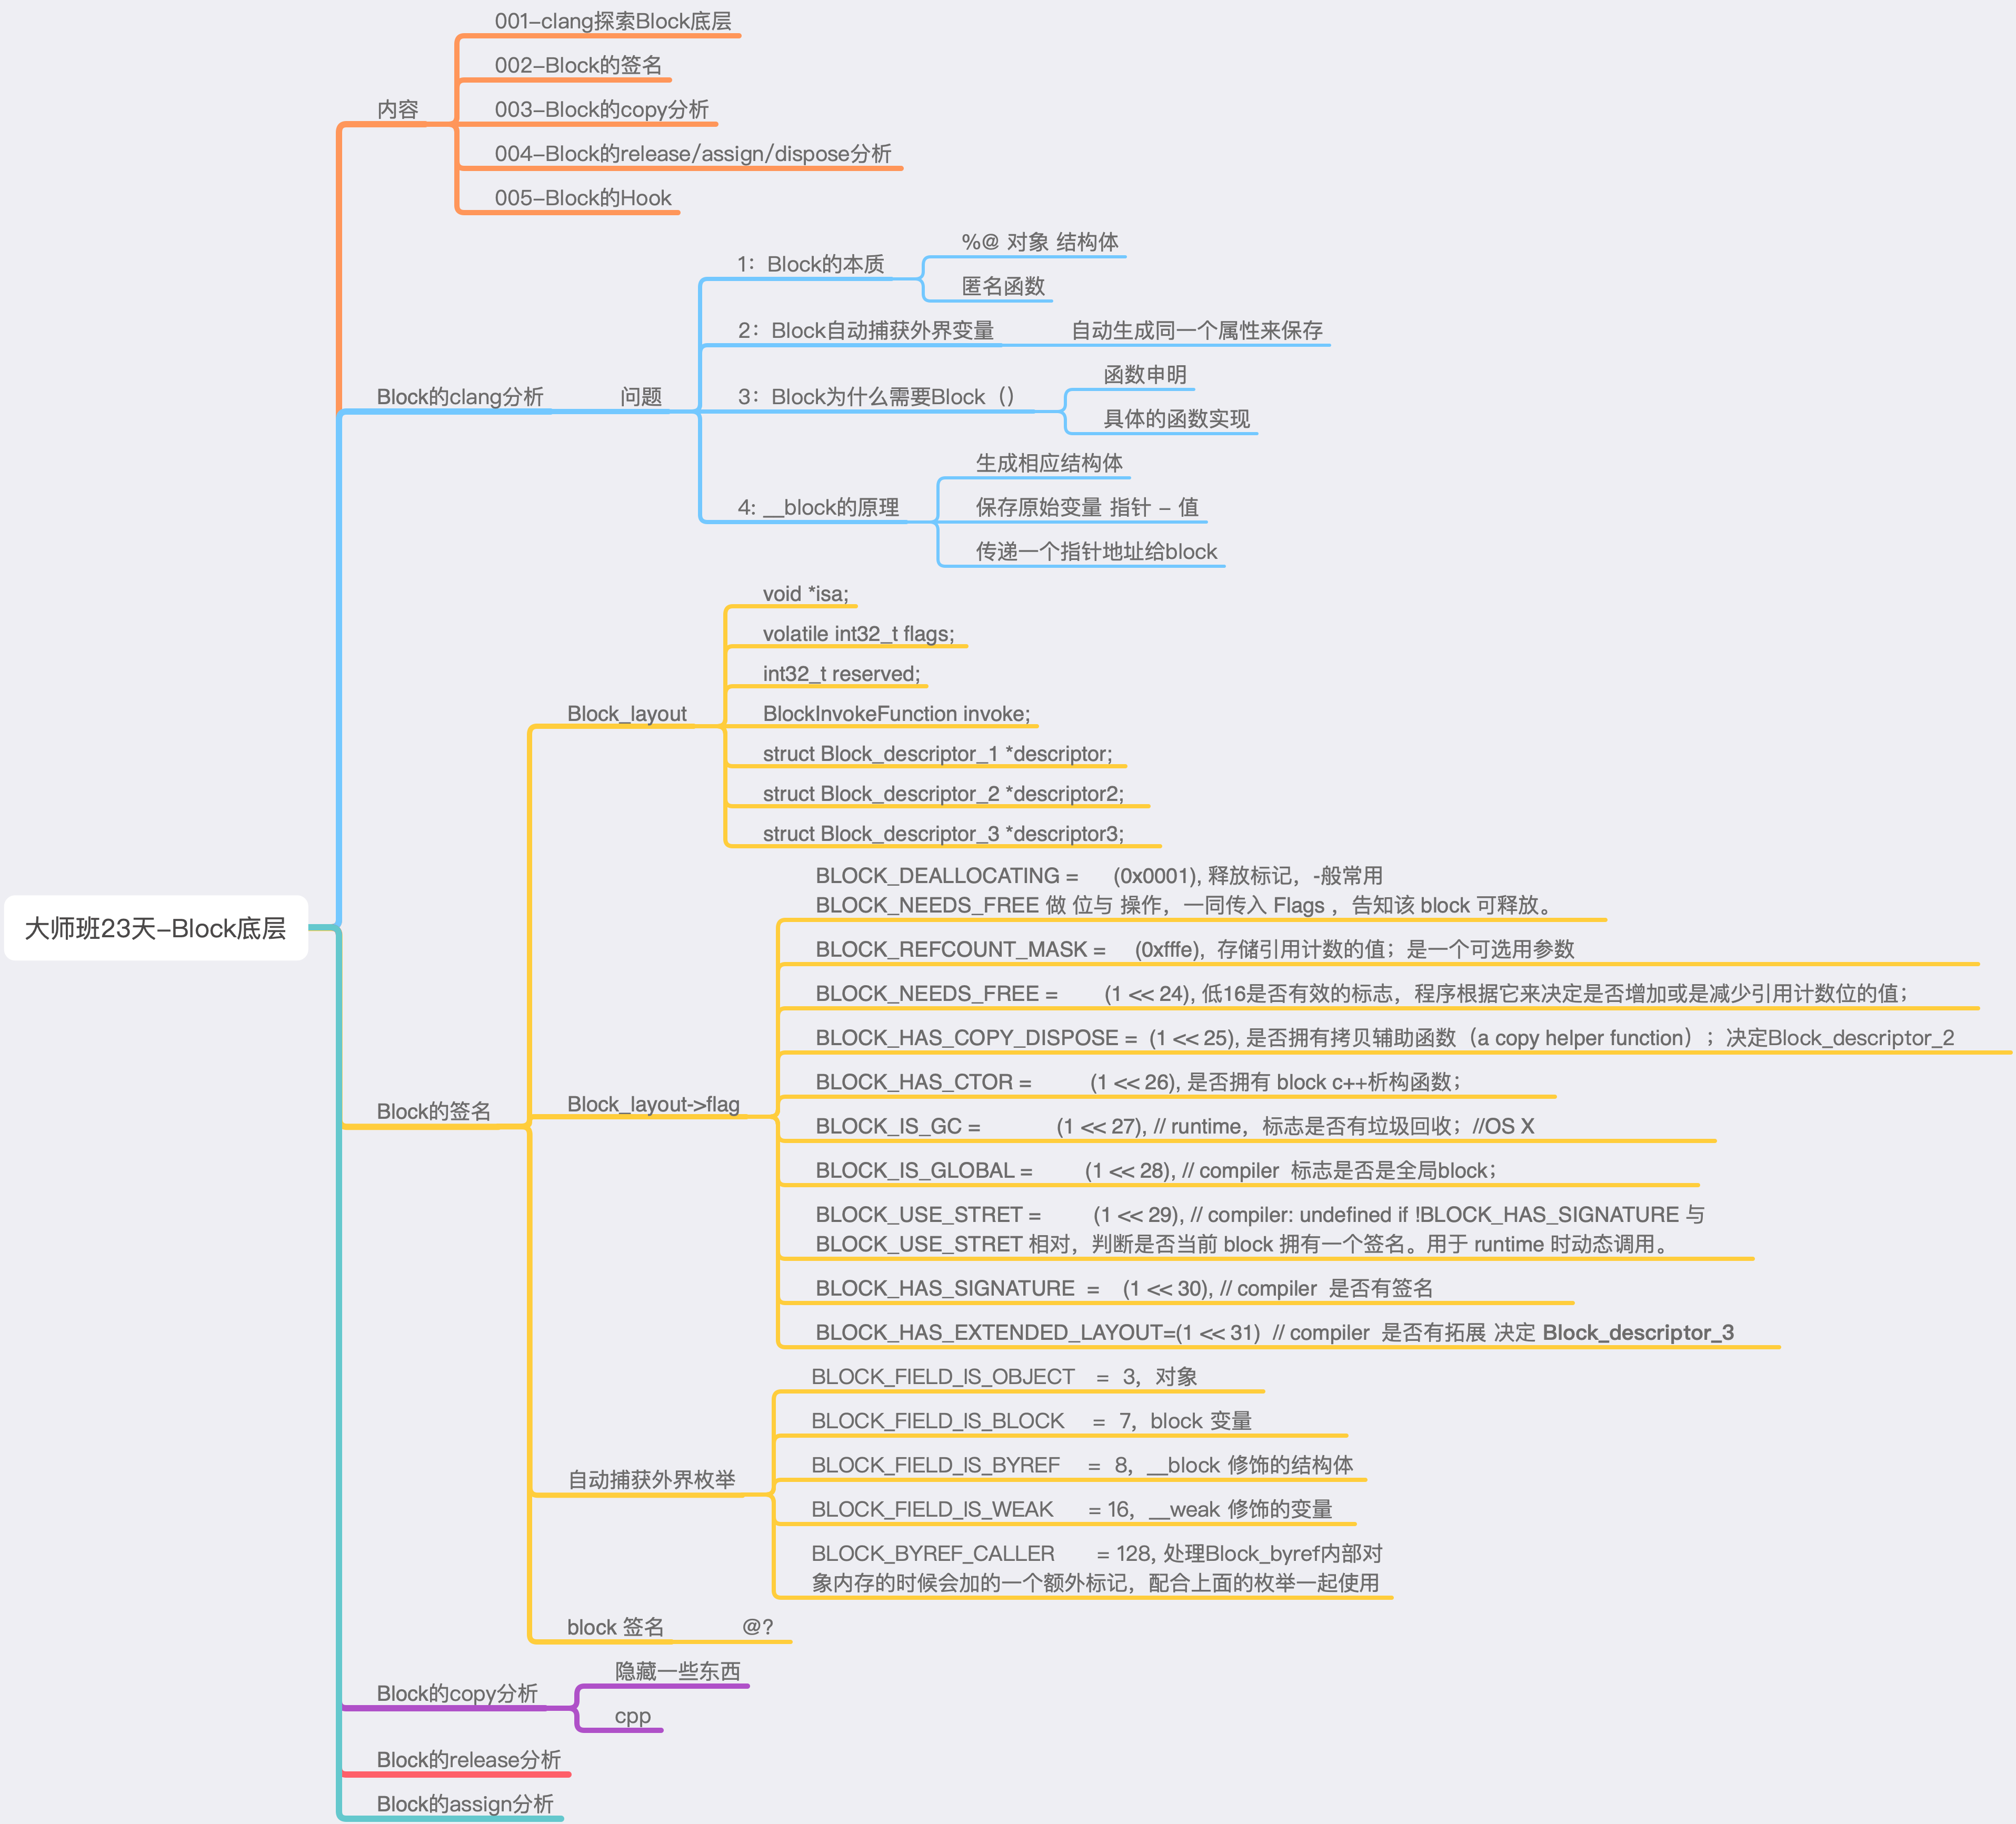 大师班23天-Block底层
内容
001-clang探索Block底层
002-Block的签名
003-Block的copy分析
004-Block的release/assign/dispose分析
005-Block的Hook
Block的clang分析
问题
1：Block的本质
%@ 对象 结构体
匿名函数
2：Block自动捕获外界变量
自动生成同一个属性来保存
3：Block为什么需要Block（）
函数申明
具体的函数实现
4: __block的原理
生成相应结构体
保存原始变量 指针 - 值
传递一个指针地址给block
Block的签名
Block_layout
void *isa;
volatile int32_t flags;
int32_t reserved;
BlockInvokeFunction invoke;
struct Block_descriptor_1 *descriptor;
struct Block_descriptor_2 *descriptor2;
struct Block_descriptor_3 *descriptor3;
Block_layout->flag
BLOCK_DEALLOCATING = (0x0001), 释放标记，-般常用
BLOCK_NEEDS_FREE 做 位与 操作，一同传入 Flags ，告知该 block 可释放。
BLOCK_REFCOUNT_MASK = (0xfffe)，存储引用计数的值；是一个可选用参数
BLOCK_NEEDS_FREE = (1 << 24), 低16是否有效的标志，程序根据它来决定是否增加或是减少引用计数位的值；
BLOCK_HAS_COPY_DISPOSE = (1 << 25), 是否拥有拷贝辅助函数（a copy helper function）；决定Block_descriptor_2
BLOCK_HAS_CTOR = (1 << 26), 是否拥有 block c++析构函数；
BLOCK_IS_GC = (1 << 27), // runtime，标志是否有垃圾回收；//OS X
BLOCK_IS_GLOBAL = (1 << 28), // compiler 标志是否是全局block；
BLOCK_USE_STRET = (1 << 29), // compiler: undefined if !BLOCK_HAS_SIGNATURE 与
BLOCK_USE_STRET 相对，判断是否当前 block 拥有一个签名。用于 runtime 时动态调用。
BLOCK_HAS_SIGNATURE = (1 << 30), // compiler 是否有签名
BLOCK_HAS_EXTENDED_LAYOUT=(1 << 31) // compiler 是否有拓展 决定 Block_descriptor_3
自动捕获外界枚举
BLOCK_FIELD_IS_OBJECT = 3，对象
BLOCK_FIELD_IS_BLOCK = 7，block 变量
BLOCK_FIELD_IS_BYREF = 8，__block 修饰的结构体
BLOCK_FIELD_IS_WEAK = 16，__weak 修饰的变量
BLOCK_BYREF_CALLER = 128, 处理Block_byref内部对
象内存的时候会加的一个额外标记，配合上面的枚举一起使用
block 签名
@?
Block的copy分析
隐藏一些东西
cpp
Block的release分析
Block的assign分析